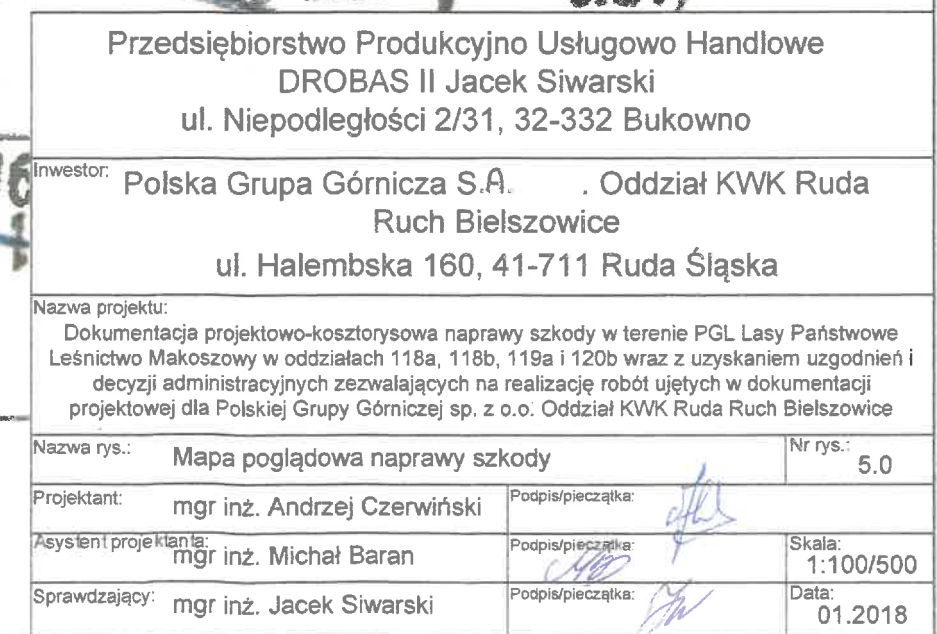 Przedsiębiorstwo Produkcyjno Usługowo Handlowe
DROBAS II Jacek Siwarski
ul. Niepodległości 2/31, 32-332 Bukowno
Inwestor:
Polska Grupa Górnicza S.A. . Oddział KWK Ruda
Ruch Bielszowice
ul. Halembska 160, 41-711 Ruda Śląska
Nazwa projektu:
Dokumentacja projektowo-kosztorysowa naprawy szkody w terenie PGL Lasy Państwowe
Leśnictwo Makoszowy w oddziałach 118a, 118b, 119a i 120b wraz z uzyskaniem uzgodnień i
decyzji administracyjnych zezwalających na realizację robót ujętych w dokumentacji
projektowej dla Polskiej Grupy Górniczej sp. z o.o. Oddział KWK Ruda Ruch Bielszowice
Nazwa rys.: Mapa poglądowa naprawy szkody
Nr rys.: 5.0
Projektant: mgr inż. Andrzej Czerwiński
Podpis/pieczątka:
Asystent projektanta: mgr inż. Michał Baran
Podpis/pieczątka:
Skala: 1:100/500
Sprawdzający: mgr inż. Jacek Siwarski
Podpis/pieczątka:
Data: 01.2018